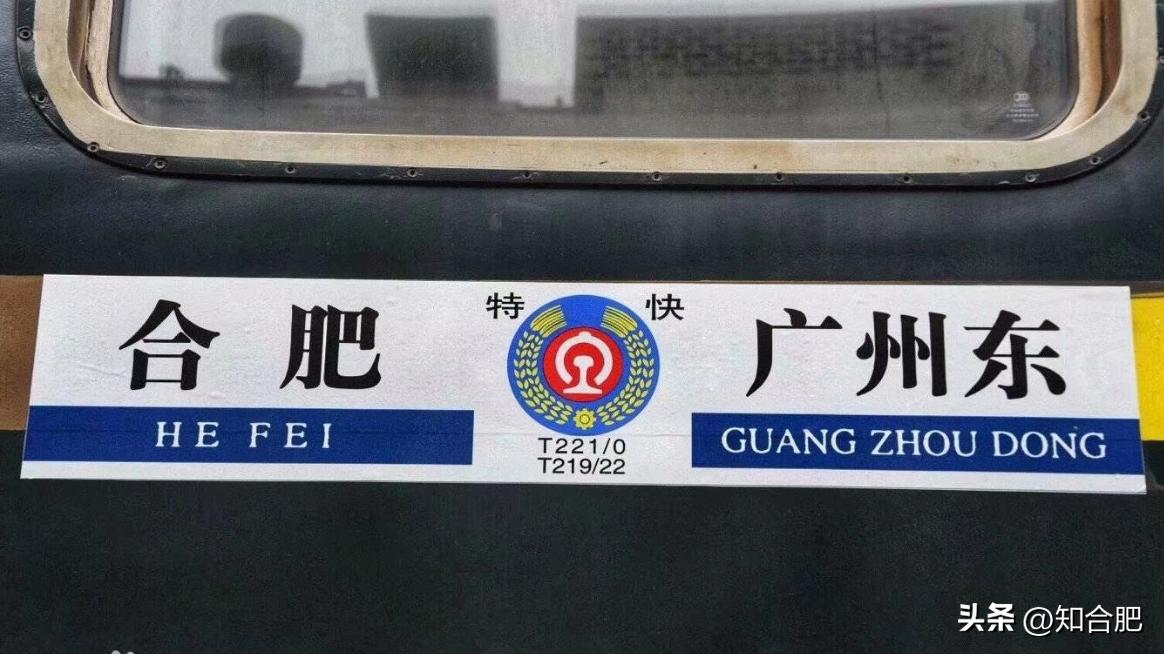 特 快
合肥 广州东
HE FEI GUANG ZHOU DONG
T221/0
T219/22
头条 @知合肥